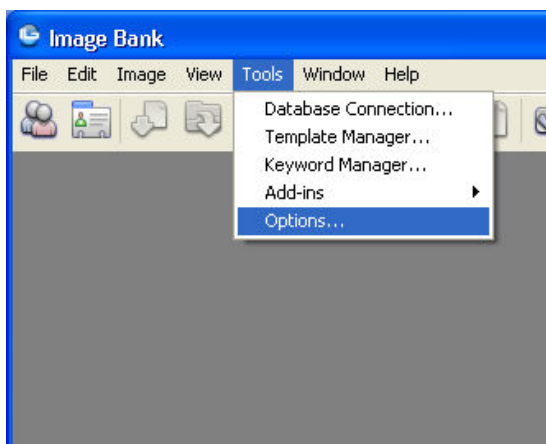 Image Bank
File Edit Image View Tools Window Help
Database Connection...
Template Manager...
Keyword Manager...
Add-ins
Options...